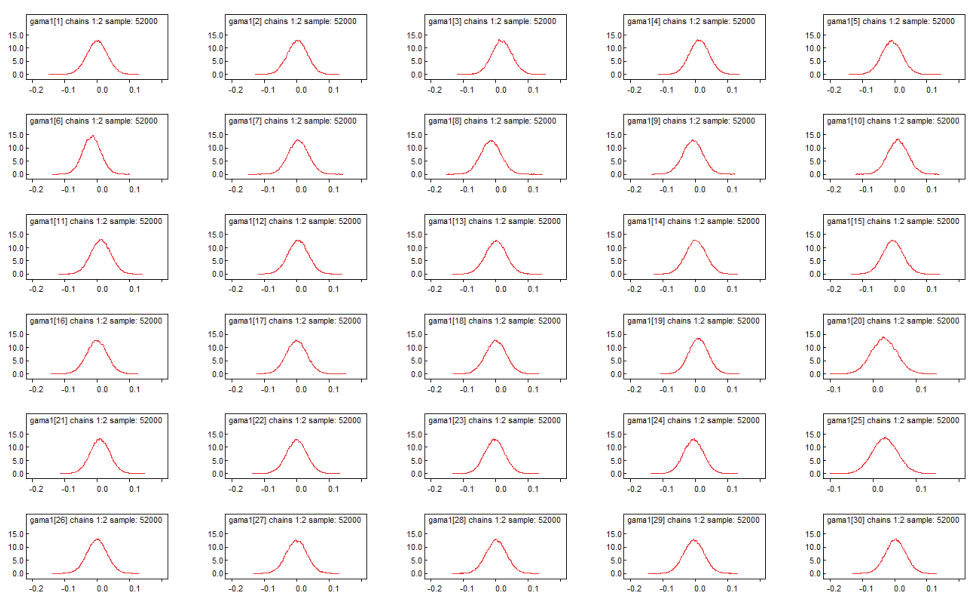 gama1[1] chains 1:2 sample: 52000
15.0
10.0
5.0
0.0
-0.2 -0.1 0.0 0.1
gama1[2] chains 1:2 sample: 52000
15.0
10.0
5.0
0.0
-0.2 -0.1 0.0 0.1
gama1[3] chains 1:2 sample: 52000
15.0
10.0
5.0
0.0
-0.2 -0.1 0.0 0.1
gama1[4] chains 1:2 sample: 52000
15.0
10.0
5.0
0.0
-0.2 -0.1 0.0 0.1
gama1[5] chains 1:2 sample: 52000
15.0
10.0
5.0
0.0
-0.2 -0.1 0.0 0.1
gama1[6] chains 1:2 sample: 52000
15.0
10.0
5.0
0.0
-0.2 -0.1 0.0 0.1
gama1[7] chains 1:2 sample: 52000
15.0
10.0
5.0
0.0
-0.2 -0.1 0.0 0.1
gama1[8] chains 1:2 sample: 52000
15.0
10.0
5.0
0.0
-0.2 -0.1 0.0 0.1
gama1[9] chains 1:2 sample: 52000
15.0
10.0
5.0
0.0
-0.2 -0.1 0.0 0.1
gama1[10] chains 1:2 sample: 52000
15.0
10.0
5.0
0.0
-0.2 -0.1 0.0 0.1
gama1[11] chains 1:2 sample: 52000
15.0
10.0
5.0
0.0
-0.2 -0.1 0.0 0.1
gama1[12] chains 1:2 sample: 52000
15.0
10.0
5.0
0.0
-0.2 -0.1 0.0 0.1
gama1[13] chains 1:2 sample: 52000
15.0
10.0
5.0
0.0
-0.2 -0.1 0.0 0.1
gama1[14] chains 1:2 sample: 52000
15.0
10.0
5.0
0.0
-0.2 -0.1 0.0 0.1
gama1[15] chains 1:2 sample: 52000
15.0
10.0
5.0
0.0
-0.2 -0.1 0.0 0.1
gama1[16] chains 1:2 sample: 52000
15.0
10.0
5.0
0.0
-0.2 -0.1 0.0 0.1
gama1[17] chains 1:2 sample: 52000
15.0
10.0
5.0
0.0
-0.2 -0.1 0.0 0.1
gama1[18] chains 1:2 sample: 52000
15.0
10.0
5.0
0.0
-0.2 -0.1 0.0 0.1
gama1[19] chains 1:2 sample: 52000
15.0
10.0
5.0
0.0
-0.2 -0.1 0.0 0.1
gama1[20] chains 1:2 sample: 52000
15.0
10.0
5.0
0.0
-0.1 0.0 0.1
gama1[21] chains 1:2 sample: 52000
15.0
10.0
5.0
0.0
-0.2 -0.1 0.0 0.1
gama1[22] chains 1:2 sample: 52000
15.0
10.0
5.0
0.0
-0.2 -0.1 0.0 0.1
gama1[23] chains 1:2 sample: 52000
15.0
10.0
5.0
0.0
-0.2 -0.1 0.0 0.1
gama1[24] chains 1:2 sample: 52000
15.0
10.0
5.0
0.0
-0.2 -0.1 0.0 0.1
gama1[25] chains 1:2 sample: 52000
15.0
10.0
5.0
0.0
-0.1 0.0 0.1
gama1[26] chains 1:2 sample: 52000
15.0
10.0
5.0
0.0
-0.2 -0.1 0.0 0.1
gama1[27] chains 1:2 sample: 52000
15.0
10.0
5.0
0.0
-0.2 -0.1 0.0 0.1
gama1[28] chains 1:2 sample: 52000
15.0
10.0
5.0
0.0
-0.2 -0.1 0.0 0.1
gama1[29] chains 1:2 sample: 52000
15.0
10.0
5.0
0.0
-0.2 -0.1 0.0 0.1
gama1[30] chains 1:2 sample: 52000
15.0
10.0
5.0
0.0
-0.2 -0.1 0.0 0.1